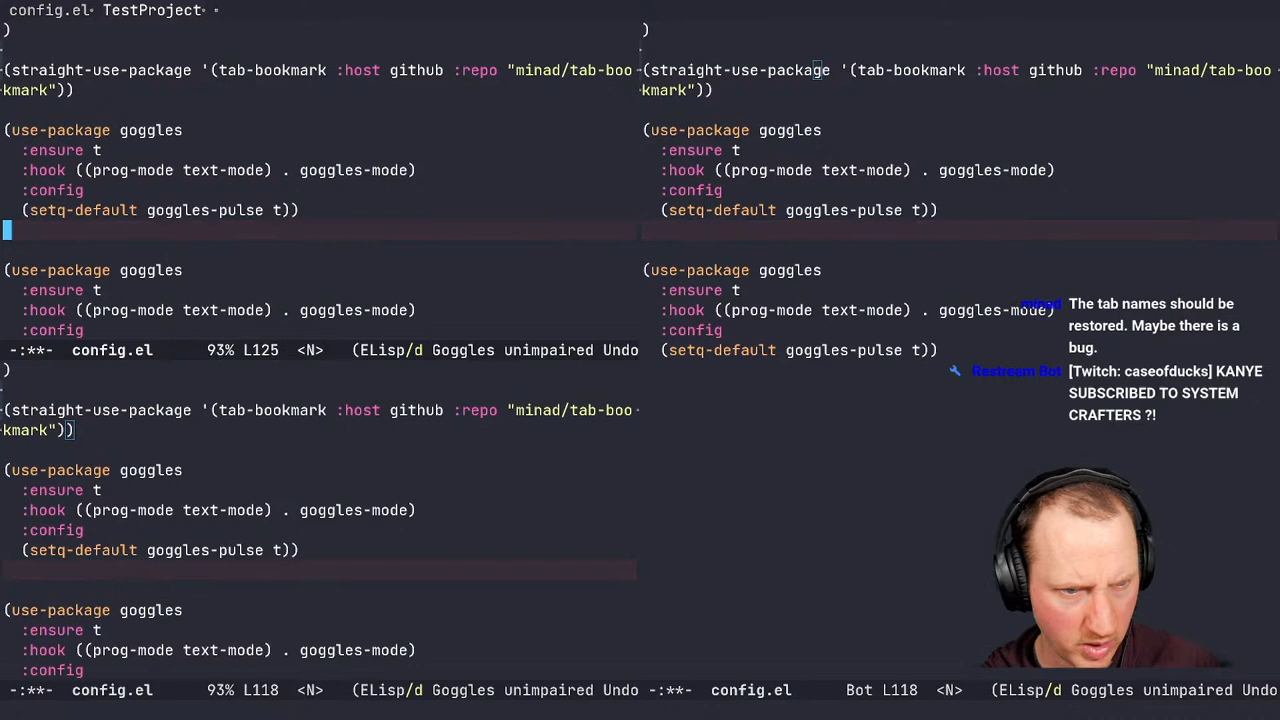 config.el◦ TestProject◦ ◦
)
(straight-use-package '(tab-bookmark :host github :repo "minad/tab-boo
kmark"))
(use-package goggles
  :ensure t
  :hook ((prog-mode text-mode) . goggles-mode)
  :config
  (setq-default goggles-pulse t))
(use-package goggles
  :ensure t
  :hook ((prog-mode text-mode) . goggles-mode)
  :config
-:**-  config.el      93% L125  <N>   (ELisp/d Goggles unimpaired Undo
)
(straight-use-package '(tab-bookmark :host github :repo "minad/tab-boo
kmark"))
(use-package goggles
  :ensure t
  :hook ((prog-mode text-mode) . goggles-mode)
  :config
  (setq-default goggles-pulse t))
(use-package goggles
  :ensure t
  :hook ((prog-mode text-mode) . goggles-mode)
  :config
-:**-  config.el      93% L118  <N>   (ELisp/d Goggles unimpaired Undo
)
(straight-use-package '(tab-bookmark :host github :repo "minad/tab-boo
kmark"))
(use-package goggles
  :ensure t
  :hook ((prog-mode text-mode) . goggles-mode)
  :config
  (setq-default goggles-pulse t))
(use-package goggles
  :ensure t
  :hook ((prog-mode text-mode) . goggles-mode)
  :config
  (setq-default goggles-pulse t))
-:**-  config.el      Bot L118  <N>   (ELisp/d Goggles unimpaired Undo
minad The tab names should be
restored. Maybe there is a
bug.
Restream Bot [Twitch: caseofducks] KANYE
SUBSCRIBED TO SYSTEM
CRAFTERS ?!